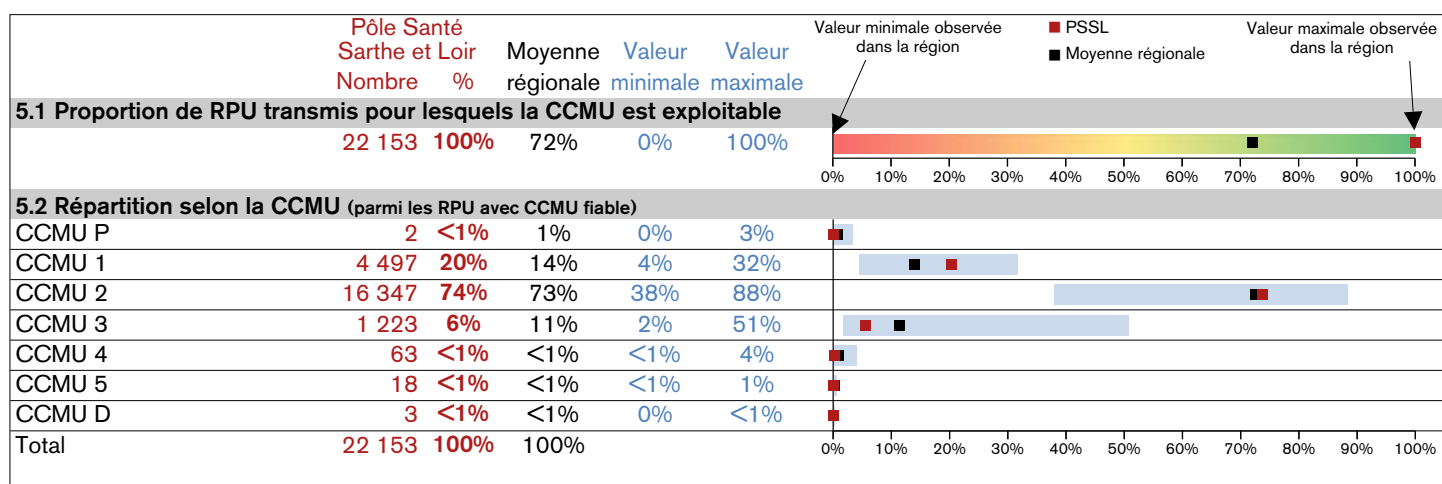 Pôle Santé
Sarthe et Loir Moyenne Valeur Valeur
Nombre % régionale minimale maximale
Valeur minimale observée
dans la région
PSSL
Moyenne régionale
Valeur maximale observée
dans la région
5.1 Proportion de RPU transmis pour lesquels la CCMU est exploitable
22 153 100% 72% 0% 100%
0% 10% 20% 30% 40% 50% 60% 70% 80% 90% 100%
5.2 Répartition selon la CCMU (parmi les RPU avec CCMU fiable)
CCMU P 2 <1% 1% 0% 3%
CCMU 1 4 497 20% 14% 4% 32%
CCMU 2 16 347 74% 73% 38% 88%
CCMU 3 1 223 6% 11% 2% 51%
CCMU 4 63 <1% <1% <1% 4%
CCMU 5 18 <1% <1% <1% 1%
CCMU D 3 <1% <1% 0% <1%
Total 22 153 100% 100%
0% 10% 20% 30% 40% 50% 60% 70% 80% 90% 100%